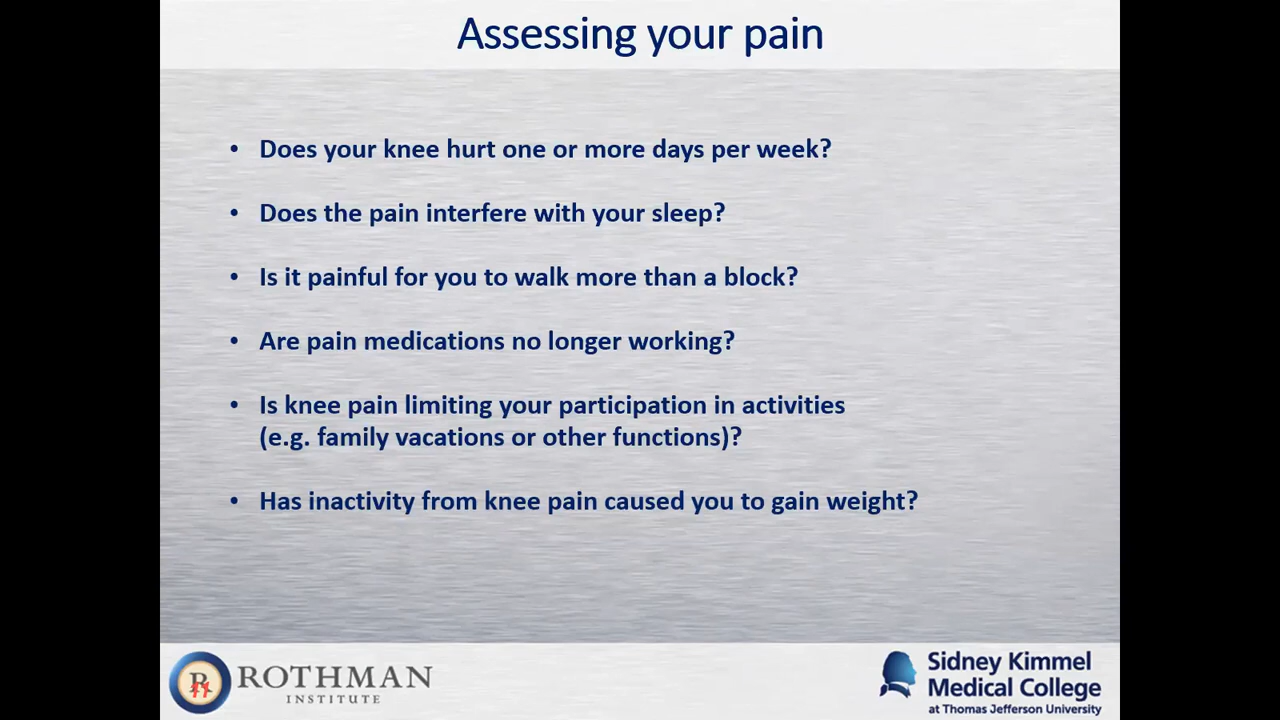 Assessing your pain
• Does your knee hurt one or more days per week?
• Does the pain interfere with your sleep?
• Is it painful for you to walk more than a block?
• Are pain medications no longer working?
• Is knee pain limiting your participation in activities
(e.g. family vacations or other functions)?
• Has inactivity from knee pain caused you to gain weight?
ROTHMAN
INSTITUTE
Sidney Kimmel
Medical College
at Thomas Jefferson University